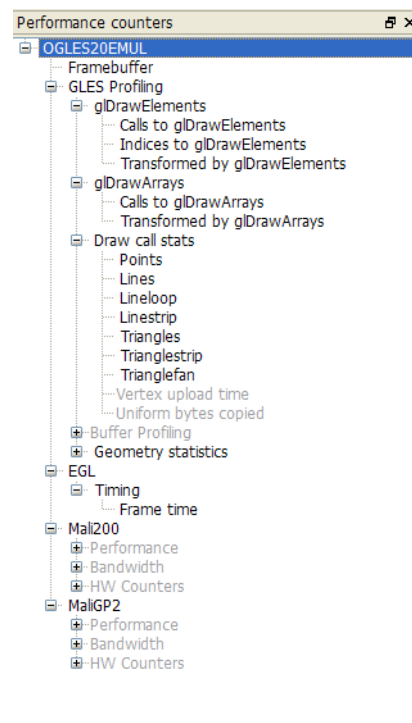 Performance counters
OGLES20EMUL
Framebuffer
GLES Profiling
glDrawElements
Calls to glDrawElements
Indices to glDrawElements
Transformed by glDrawElements
glDrawArrays
Calls to glDrawArrays
Transformed by glDrawArrays
Draw call stats
Points
Lines
Lineloop
Linestrip
Triangles
Trianglestrip
Trianglefan
Vertex upload time
Uniform bytes copied
Buffer Profiling
Geometry statistics
EGL
Timing
Frame time
Mali200
Performance
Bandwidth
HW Counters
MaliGP2
Performance
Bandwidth
HW Counters